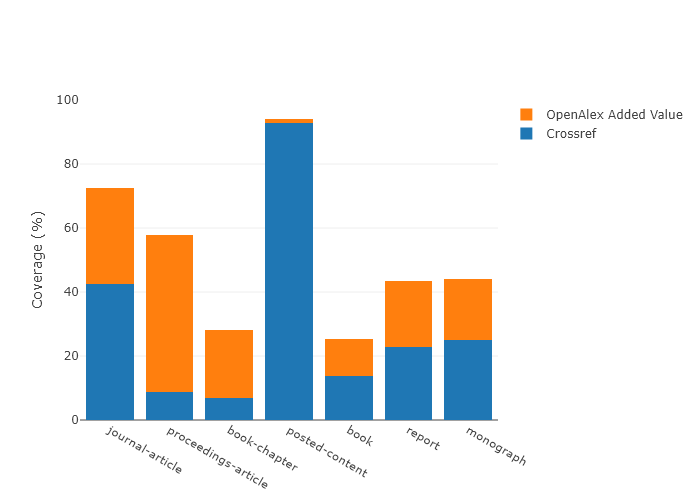 100
80
60
40
20
0
Coverage (%)
journal-article
proceedings-article
book-chapter
posted-content
book
report
monograph
OpenAlex Added Value
Crossref